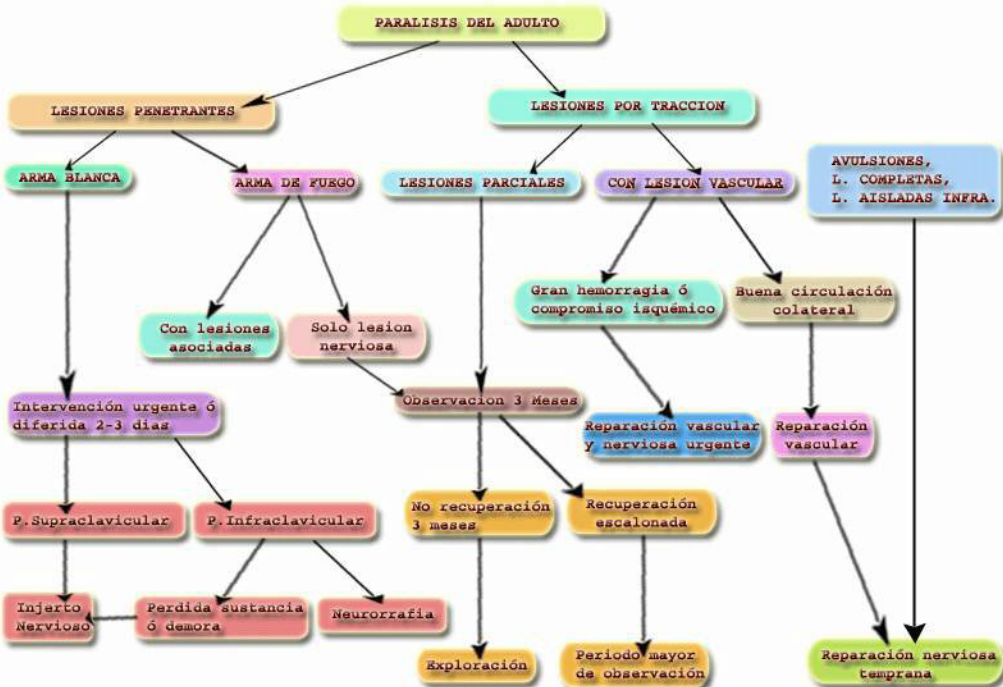 PARALISIS DEL ADULTO
LESIONES PENETRANTES
LESIONES POR TRACCION
ARMA BLANCA
ARMA DE FUEGO
LESIONES PARCIALES
CON LESION VASCULAR
AVULSIONES,
L. COMPLETAS,
L. AISLADAS INFRA.
Con lesiones
asociadas
Solo lesion
nerviosa
Gran hemorragia ó
compromiso isquémico
Buena circulación
colateral
Intervención urgente ó
diferida 2-3 dias
Observacion 3 Meses
Reparación vascular
y nerviosa urgente
Reparación
vascular
P.Supraclavicular
P.Infraclavicular
No recuperación
3 meses
Recuperación
escalonada
Injerto
Nervioso
Perdida sustancia
ó demora
Neurorrafia
Exploración
Periodo mayor
de observación
Reparación nerviosa
temprana